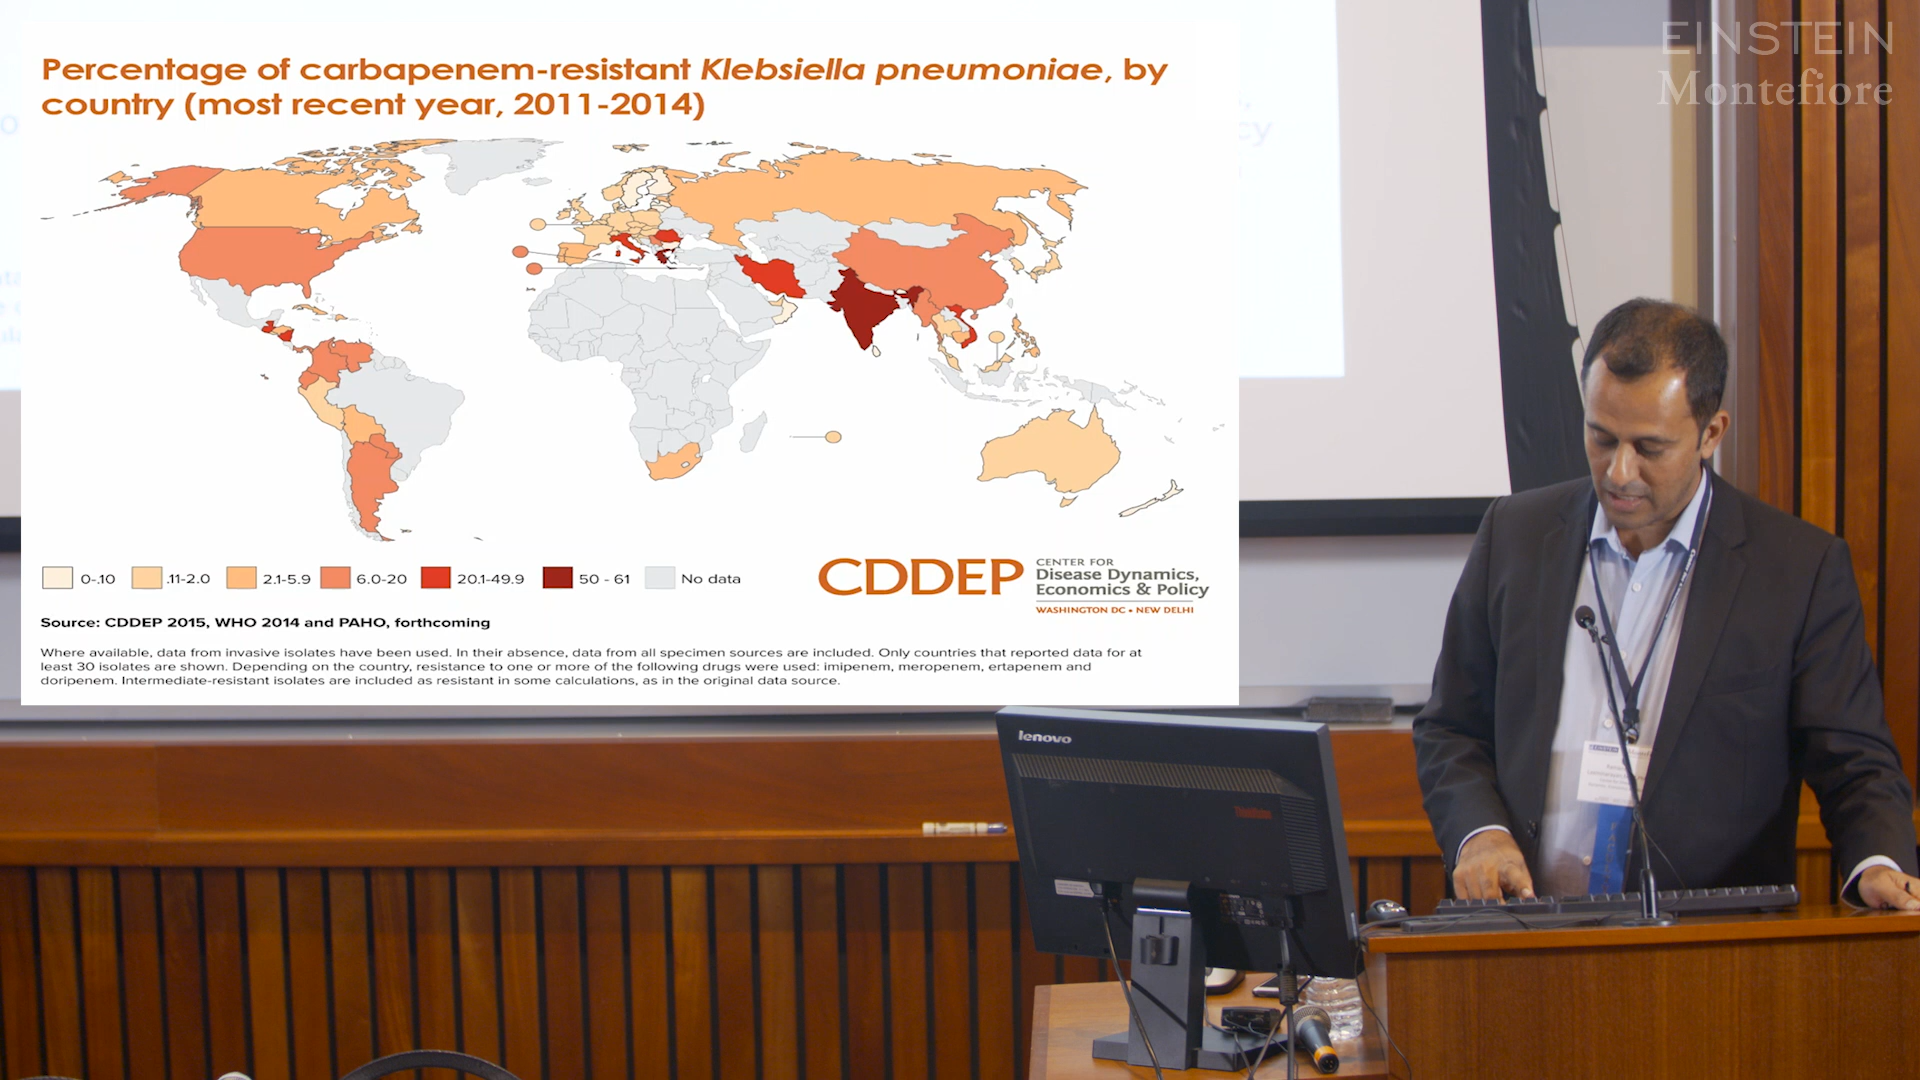 EINSTEIN
Montefiore
Percentage of carbapenem-resistant Klebsiella pneumoniae, by
country (most recent year, 2011-2014)
0-.10
.11-2.0
2.1-5.9
6.0-20
20.1-49.9
50 - 61
No data
CDDEP
CENTER FOR
Disease Dynamics,
Economics & Policy
WASHINGTON DC • NEW DELHI
Source: CDDEP 2015, WHO 2014 and PAHO, forthcoming
Where available, data from invasive isolates have been used. In their absence, data from all specimen sources are included. Only countries that reported data for at
least 30 isolates are shown. Depending on the country, resistance to one or more of the following drugs were used: imipenem, meropenem, ertapenem and
doripenem. Intermediate-resistant isolates are included as resistant in some calculations, as in the original data source.
lenovo